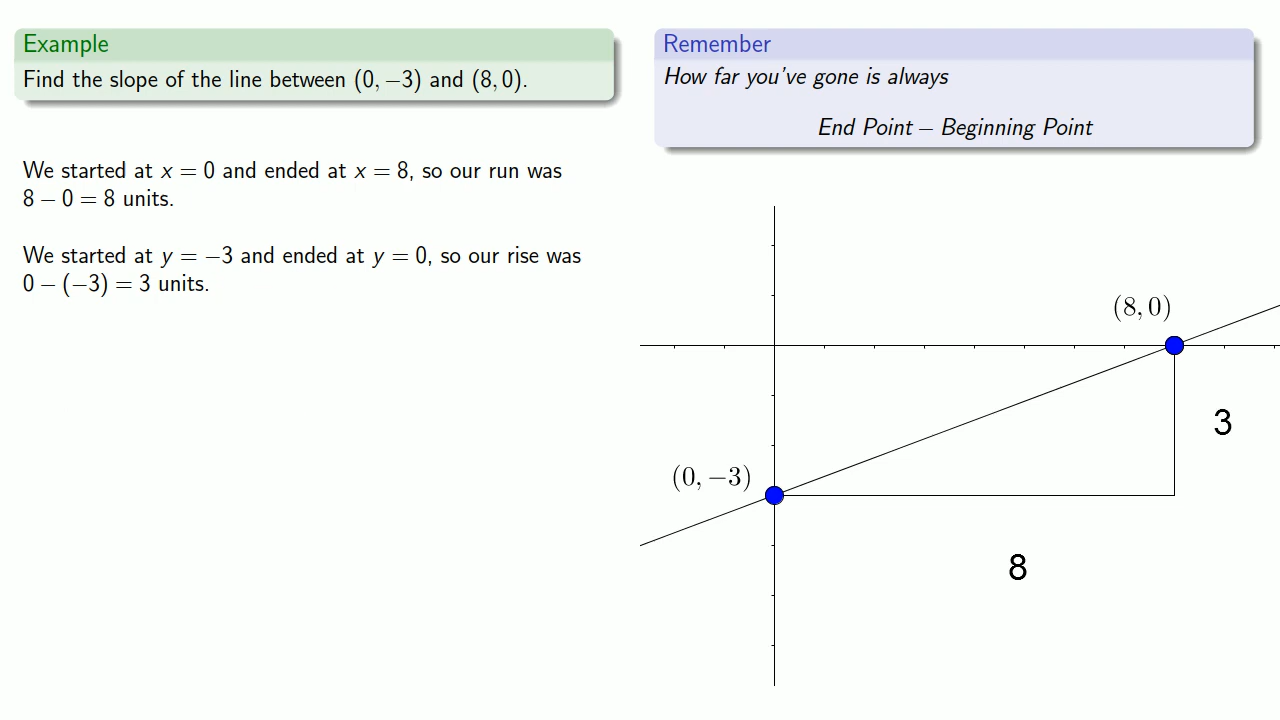 Example
Find the slope of the line between (0, −3) and (8, 0).
Remember
How far you've gone is always
End Point − Beginning Point
We started at x = 0 and ended at x = 8, so our run was
8 − 0 = 8 units.
We started at y = −3 and ended at y = 0, so our rise was
0 − (−3) = 3 units.
(8, 0)
3
(0, −3)
8